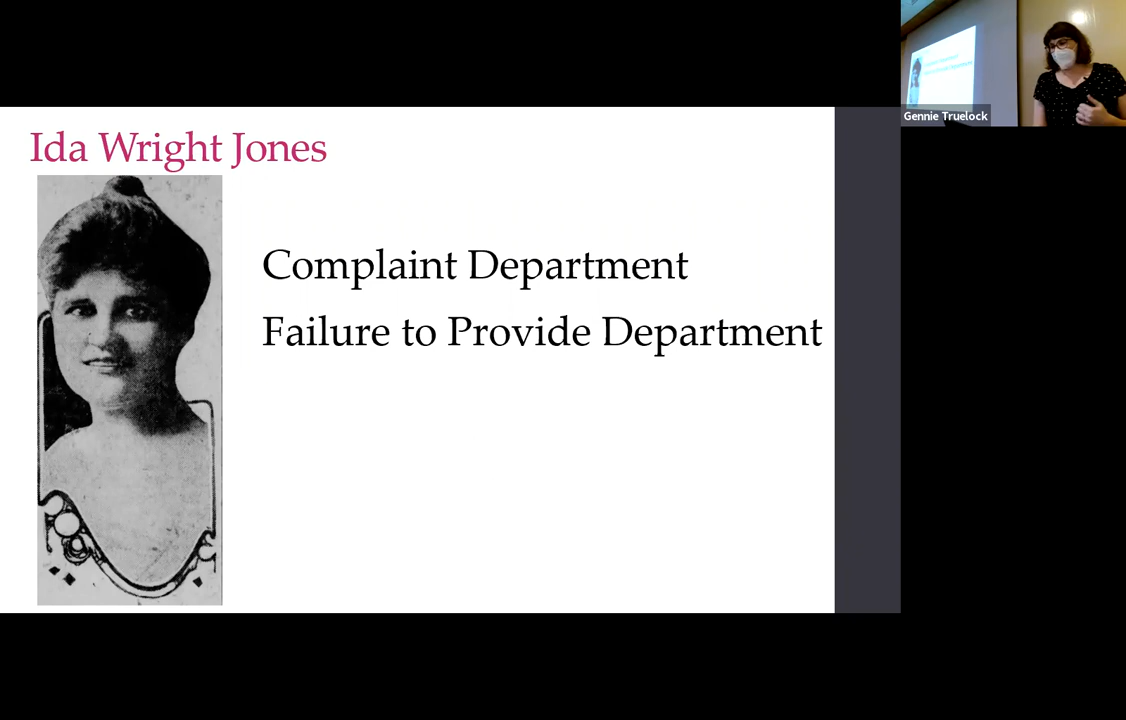 Ida Wright Jones
Complaint Department
Failure to Provide Department
Gennie Truelock